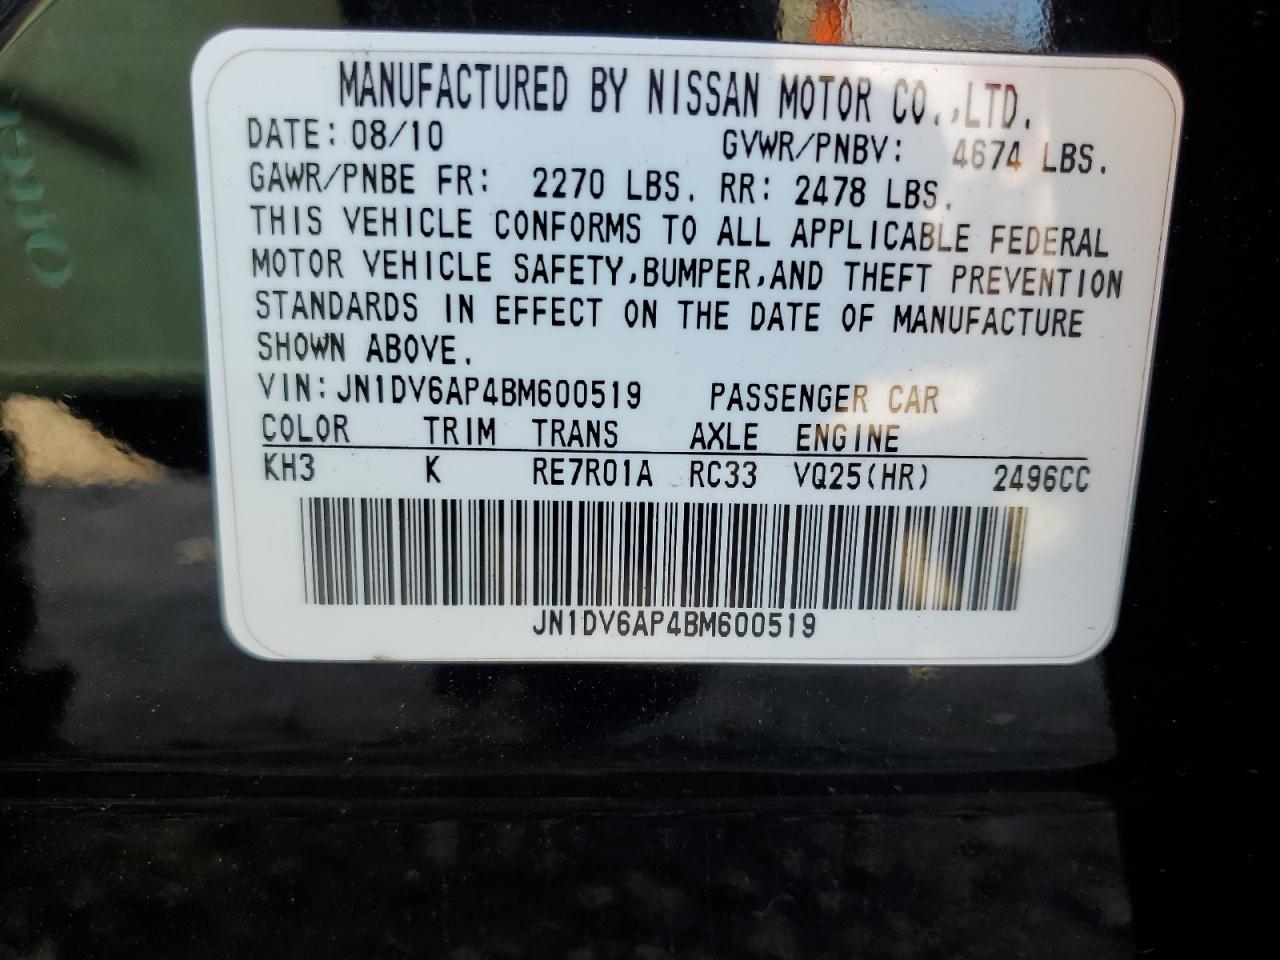 MANUFACTURED BY NISSAN MOTOR CO.,LTD.
DATE: 08/10 GVWR/PNBV: 4674 LBS.
GAWR/PNBE FR: 2270 LBS. RR: 2478 LBS.
THIS VEHICLE CONFORMS TO ALL APPLICABLE FEDERAL
MOTOR VEHICLE SAFETY,BUMPER,AND THEFT PREVENTION
STANDARDS IN EFFECT ON THE DATE OF MANUFACTURE
SHOWN ABOVE.
VIN: JN1DV6AP4BM600519 PASSENGER CAR
COLOR TRIM TRANS AXLE ENGINE
KH3 K RE7R01A RC33 VQ25(HR) 2496CC
JN1DV6AP4BM600519